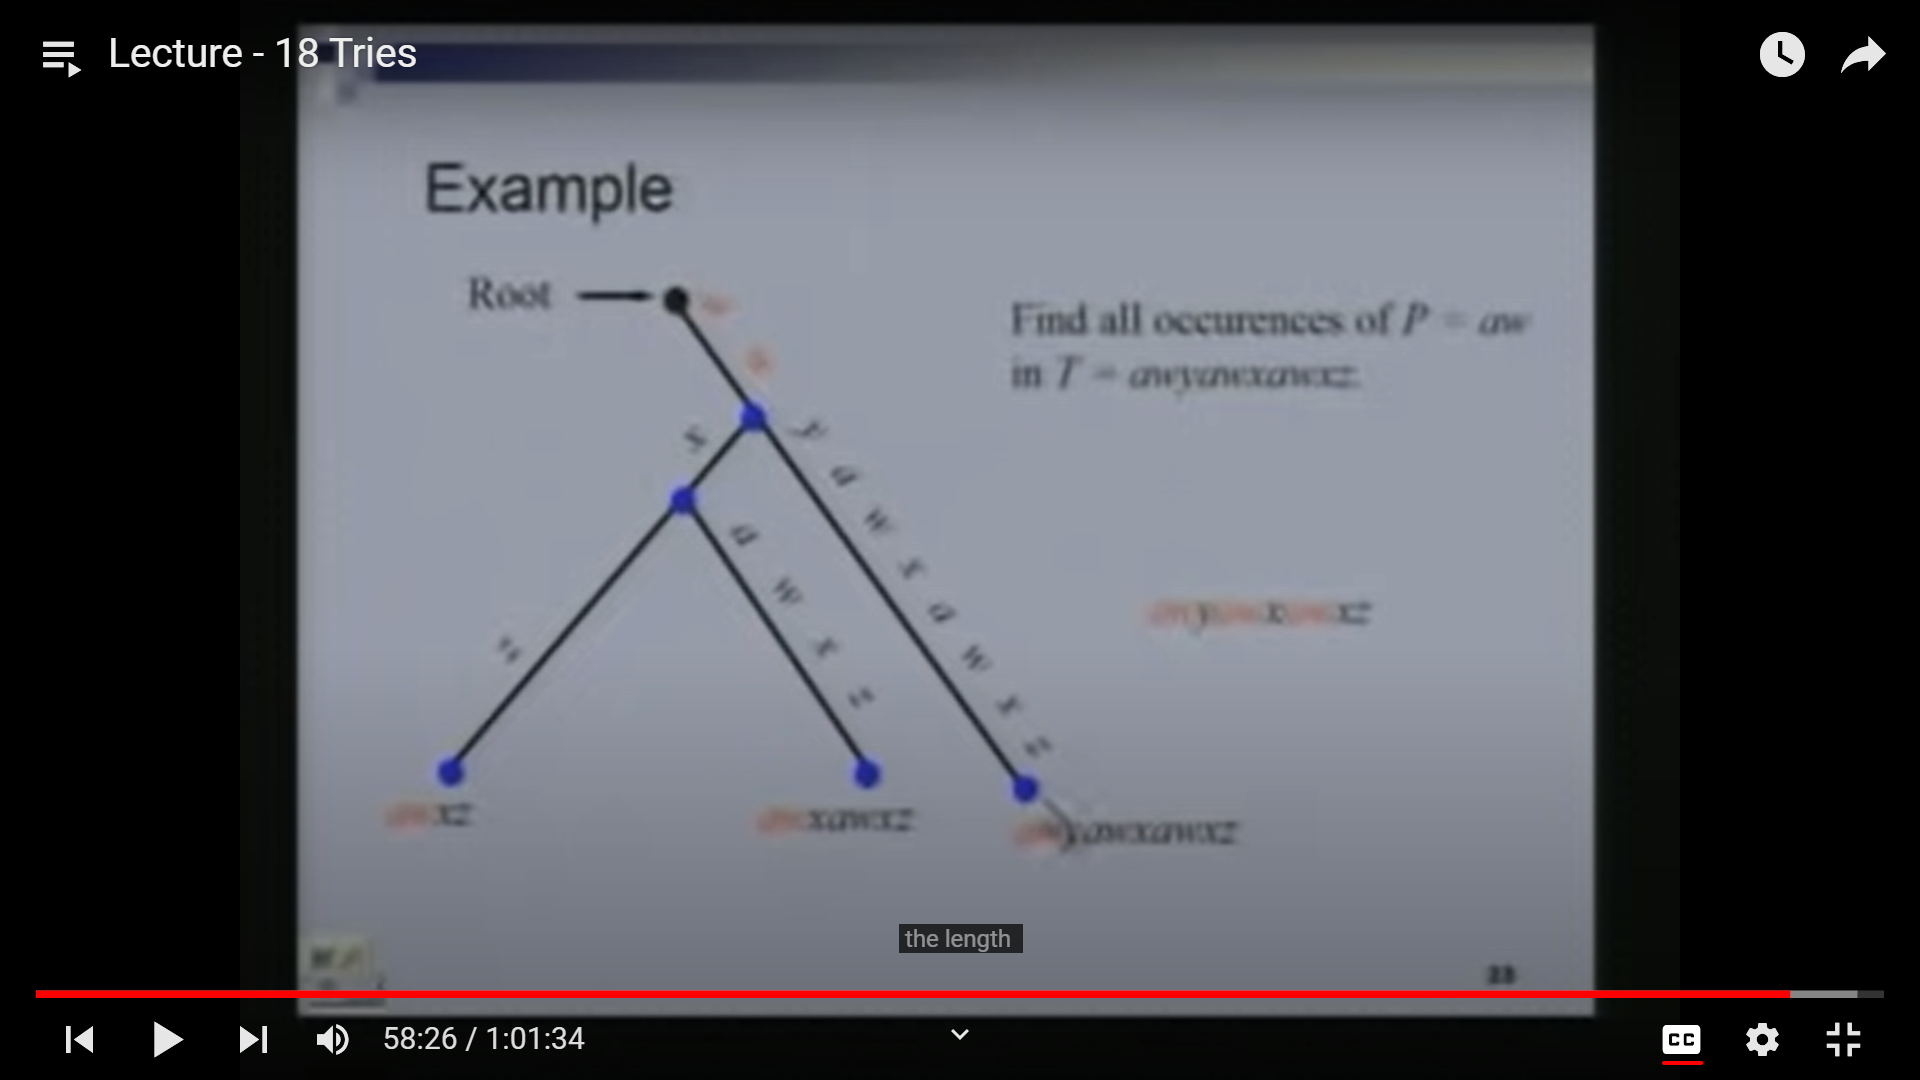 Lecture - 18 Tries
Example
Root
Find all occurences of P = aw
in T = awyawxawxz.
a
w
x
y
a
w
x
a
w
x
z
a
w
x
z
z
awyawxawxz
awxz
awxawxz
awyawxawxz
the length
58:26 / 1:01:34
CC